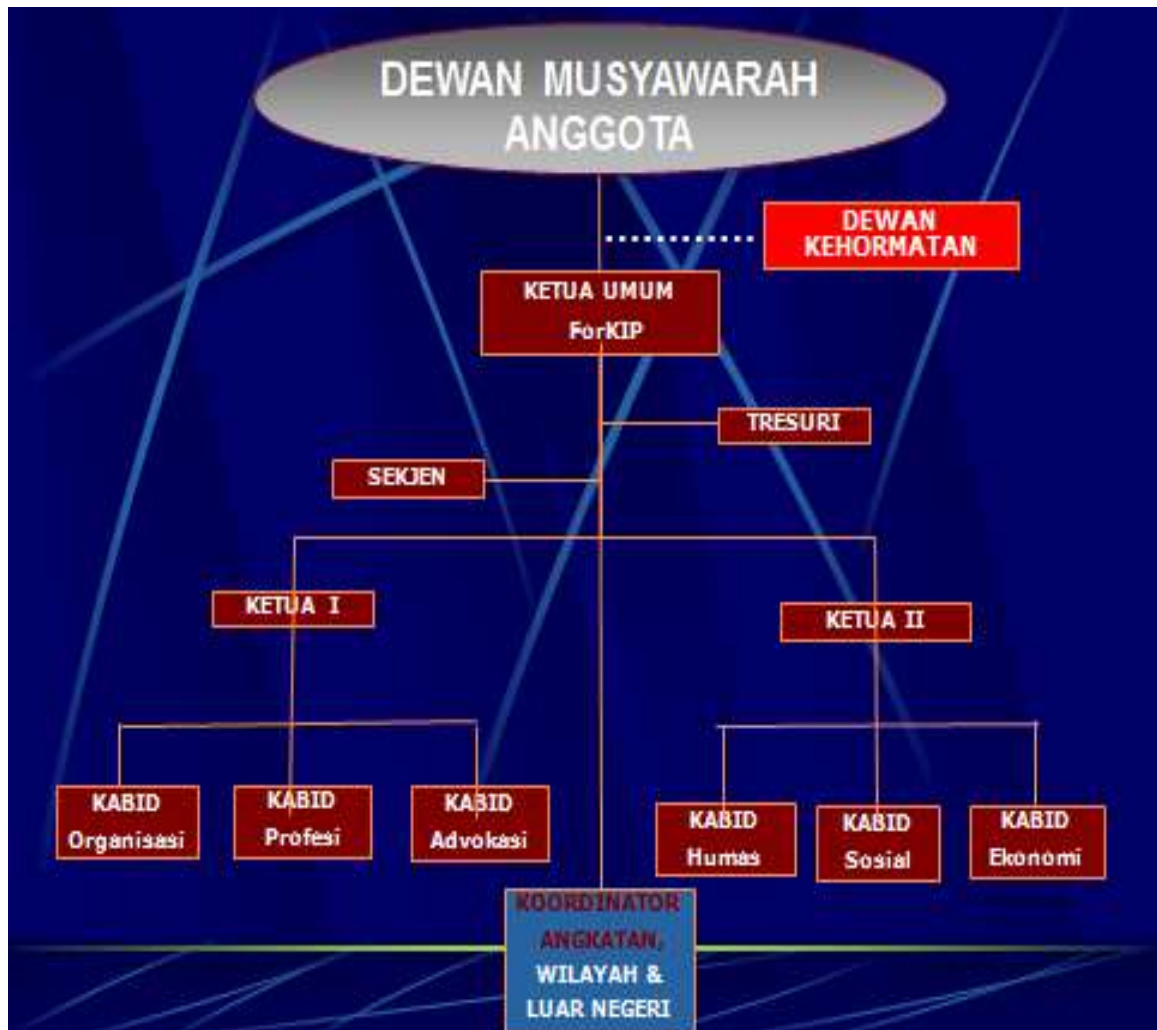 DEWAN MUSYAWARAH
ANGGOTA
DEWAN
KEHORMATAN
KETUA UMUM
ForKIP
TRESURI
SEKJEN
KETUA I
KETUA II
KABID
Organisasi
KABID
Profesi
KABID
Advokasi
KABID
Humas
KABID
Sosial
KABID
Ekonomi
KOORDINATOR
ANGKATAN,
WILAYAH &
LUAR NEGERI